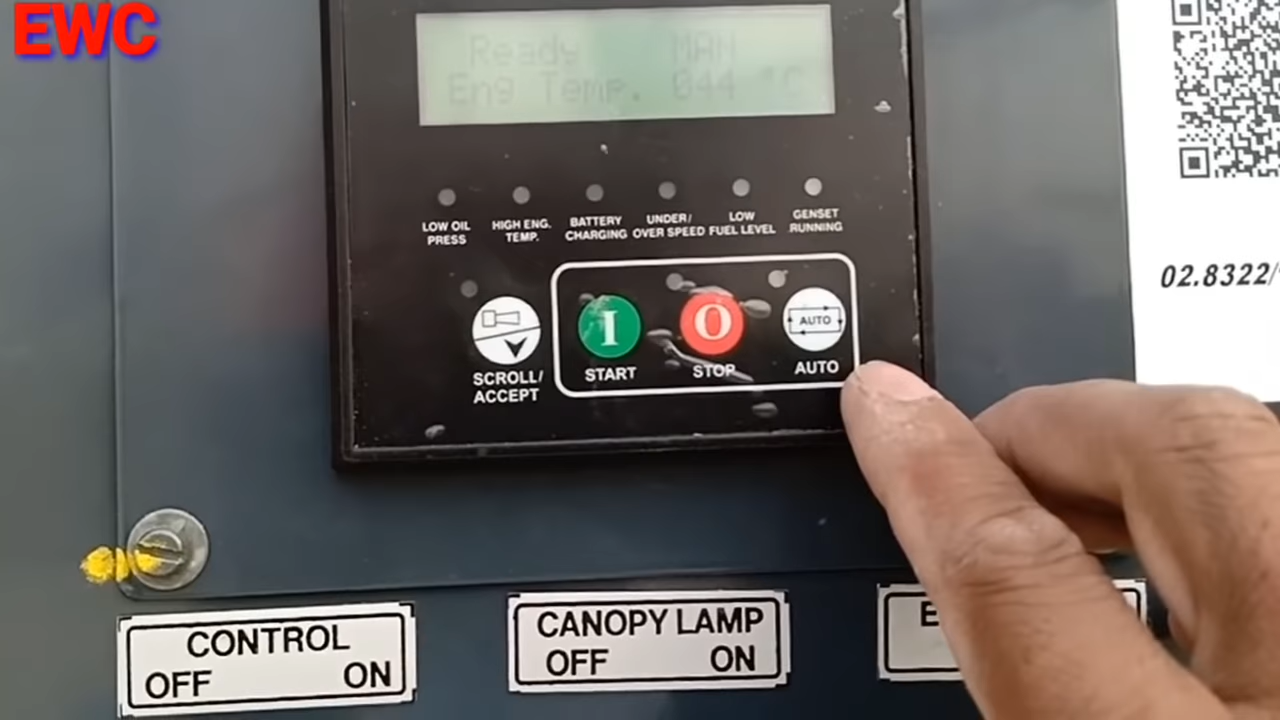 EWC
Ready MAN
Eng Temp. 044 °C
LOW OIL
PRESS
HIGH ENG.
TEMP.
BATTERY
CHARGING
UNDER/
OVER SPEED
LOW
FUEL LEVEL
GENSET
RUNNING
02.8322/
I
O
AUTO
SCROLL/
ACCEPT
START
STOP
AUTO
CONTROL
OFF ON
CANOPY LAMP
OFF ON